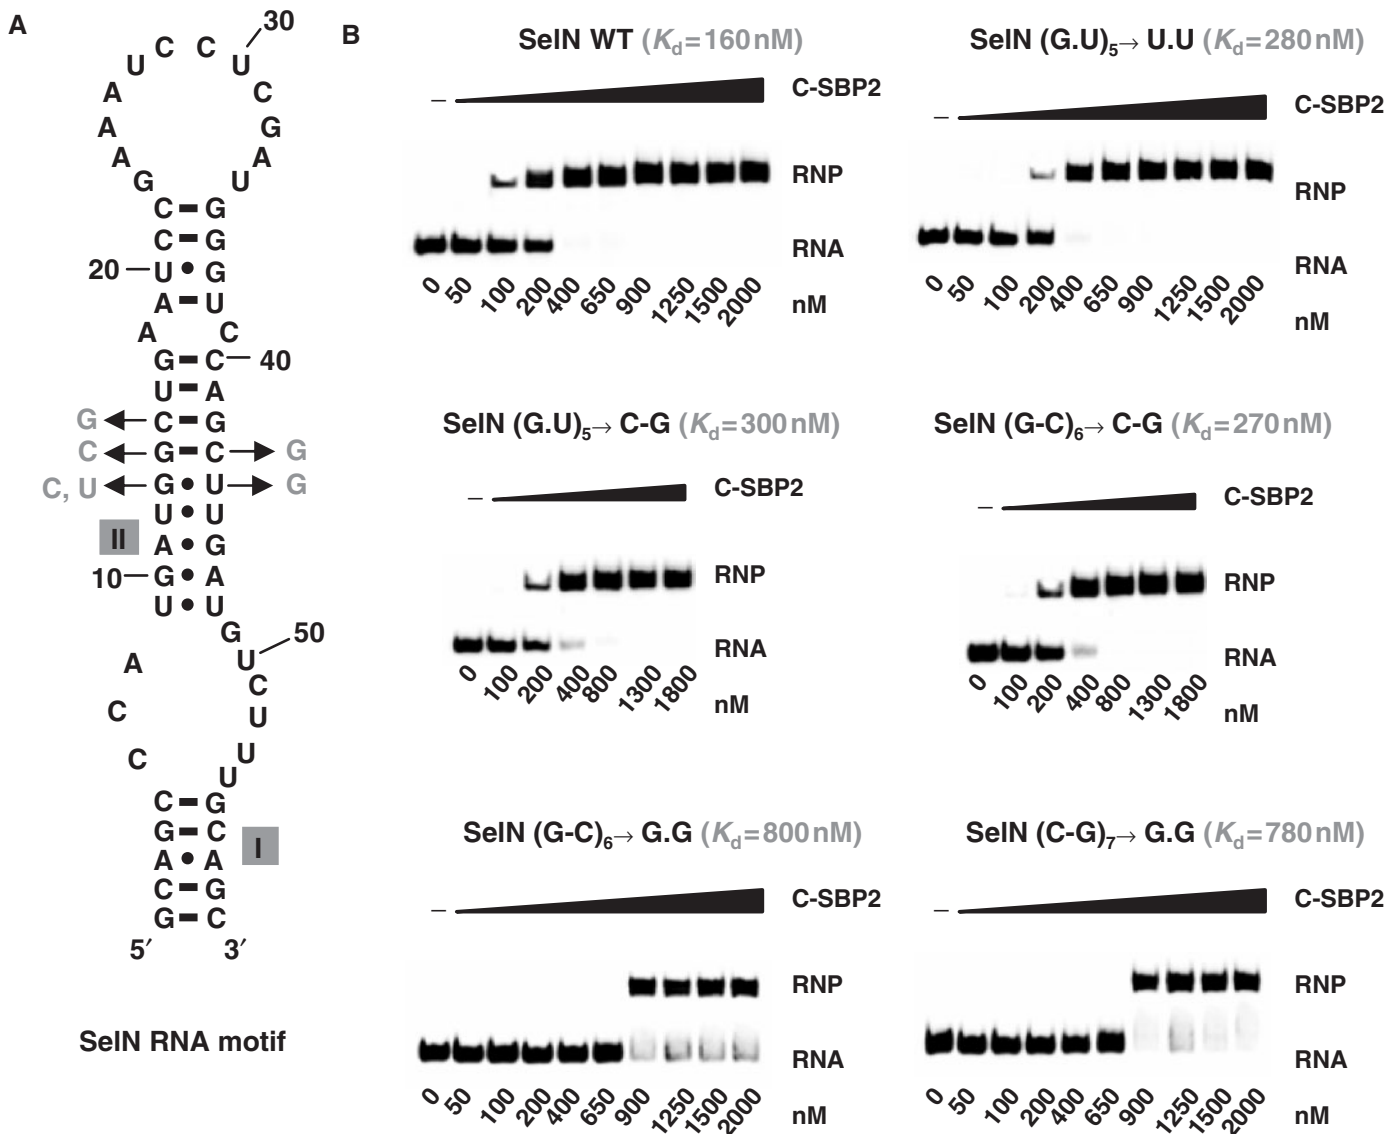 A
B
30
U C C U
A C
A G
A A
G U
C G
C G
20 U G
A U
A C
G C 40
U A
G C G
C G C G
C, U G U G
U U
II A G
10 G A
U U
G 50
A U
C C
U
C U
U
C G
G C I
A A
C G
G C
5′ 3′
SelN RNA motif
SelN WT (Kd=160 nM)
– C-SBP2
RNP
RNA
0 50 100 200 400 650 900 1250 1500 2000 nM
SelN (G.U)5→ U.U (Kd=280 nM)
– C-SBP2
RNP
RNA
0 50 100 200 400 650 900 1250 1500 2000 nM
SelN (G.U)5→ C-G (Kd=300 nM)
– C-SBP2
RNP
RNA
0 100 200 400 800 1300 1800 nM
SelN (G-C)6→ C-G (Kd=270 nM)
– C-SBP2
RNP
RNA
0 100 200 400 800 1300 1800 nM
SelN (G-C)6→ G.G (Kd=800 nM)
– C-SBP2
RNP
RNA
0 50 100 200 400 650 900 1250 1500 2000 nM
SelN (C-G)7→ G.G (Kd=780 nM)
– C-SBP2
RNP
RNA
0 50 100 200 400 650 900 1250 1500 2000 nM